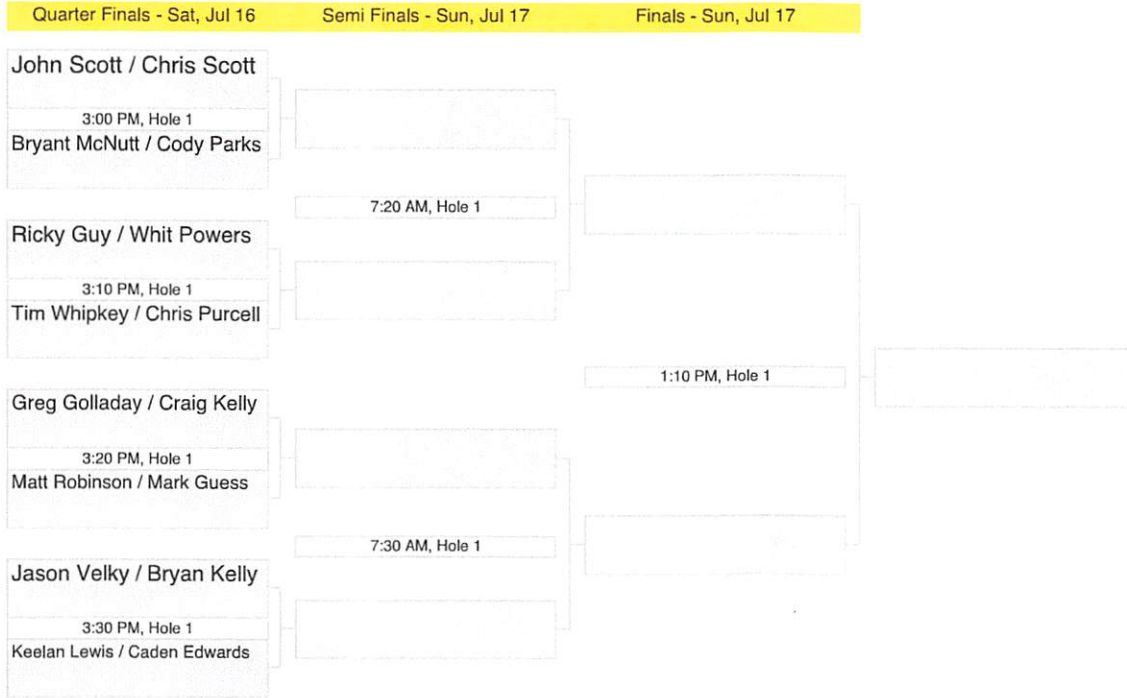 Quarter Finals - Sat, Jul 16
Semi Finals - Sun, Jul 17
Finals - Sun, Jul 17
John Scott / Chris Scott
3:00 PM, Hole 1
Bryant McNutt / Cody Parks
7:20 AM, Hole 1
Ricky Guy / Whit Powers
3:10 PM, Hole 1
Tim Whipkey / Chris Purcell
1:10 PM, Hole 1
Greg Golladay / Craig Kelly
3:20 PM, Hole 1
Matt Robinson / Mark Guess
7:30 AM, Hole 1
Jason Velky / Bryan Kelly
3:30 PM, Hole 1
Keelan Lewis / Caden Edwards